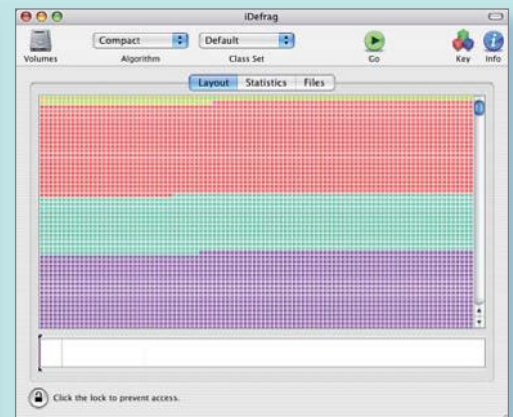 iDefrag
Compact
Default
Volumes
Algorithm
Class Set
Go
Key
Info
Layout
Statistics
Files
Click the lock to prevent access.